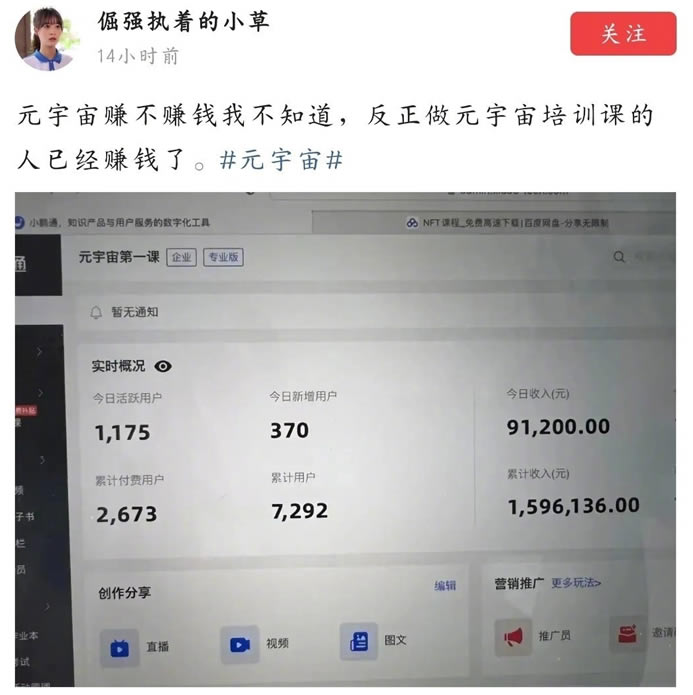 倔强执着的小草
关注
14小时前
元宇宙赚不赚钱我不知道，反正做元宇宙培训课的
人已经赚钱了。#元宇宙#
小鹅通，知识产品与用户服务的数字化工具
NFT课程_免费高速下载|百度网盘-分享无限制
通
元宇宙第一课 企业 专业版
暂无通知
实时概况
今日活跃用户 今日新增用户 今日收入(元)
1,175 370 91,200.00
累计付费用户 累计用户 累计收入(元)
2,673 7,292 1,596,136.00
创作分享 编辑 营销推广 更多玩法>
直播 视频 图文 推广员 邀请